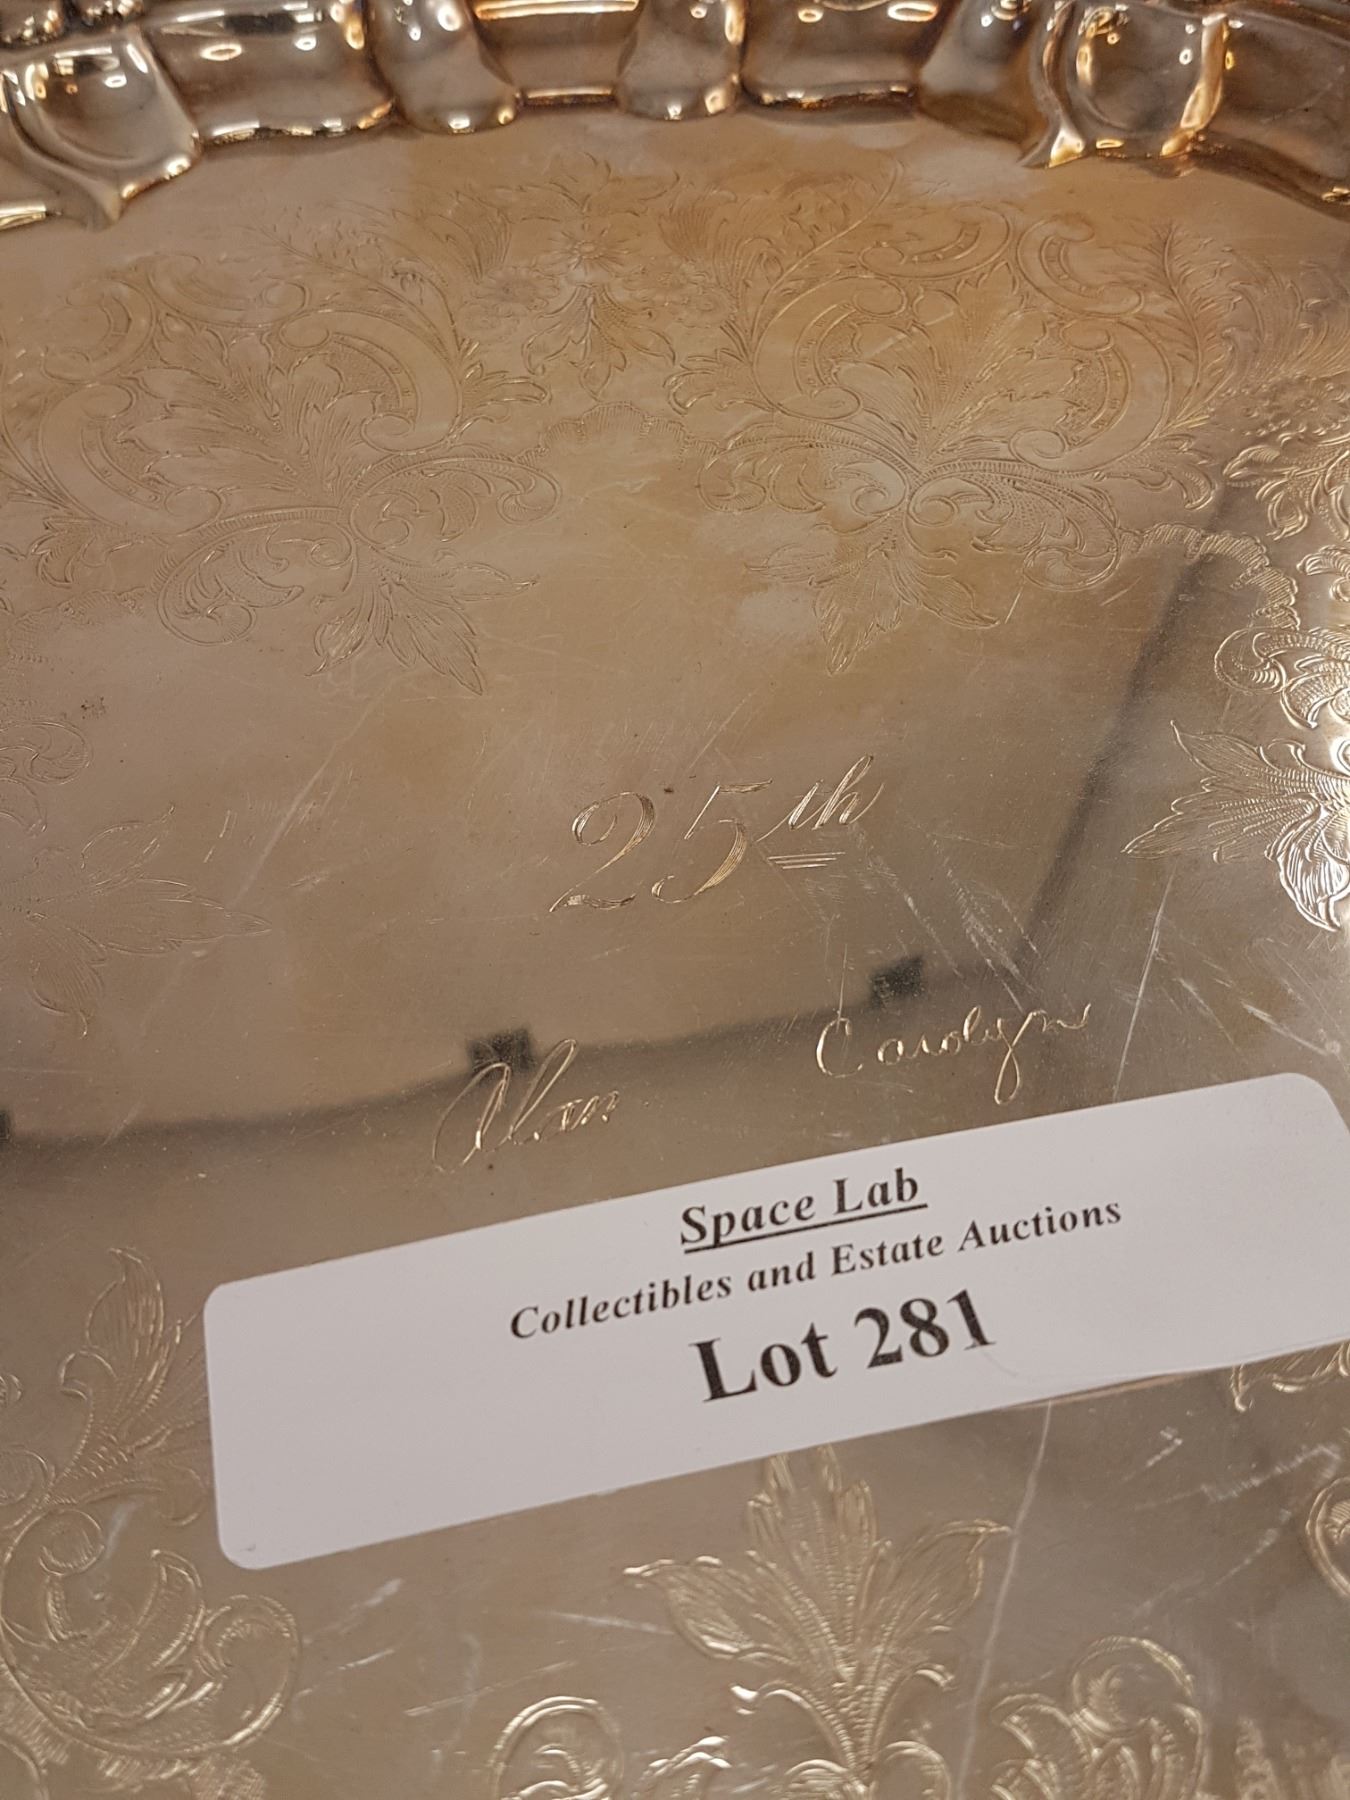 25th
Alan Carolyn
Space Lab
Collectibles and Estate Auctions
Lot 281